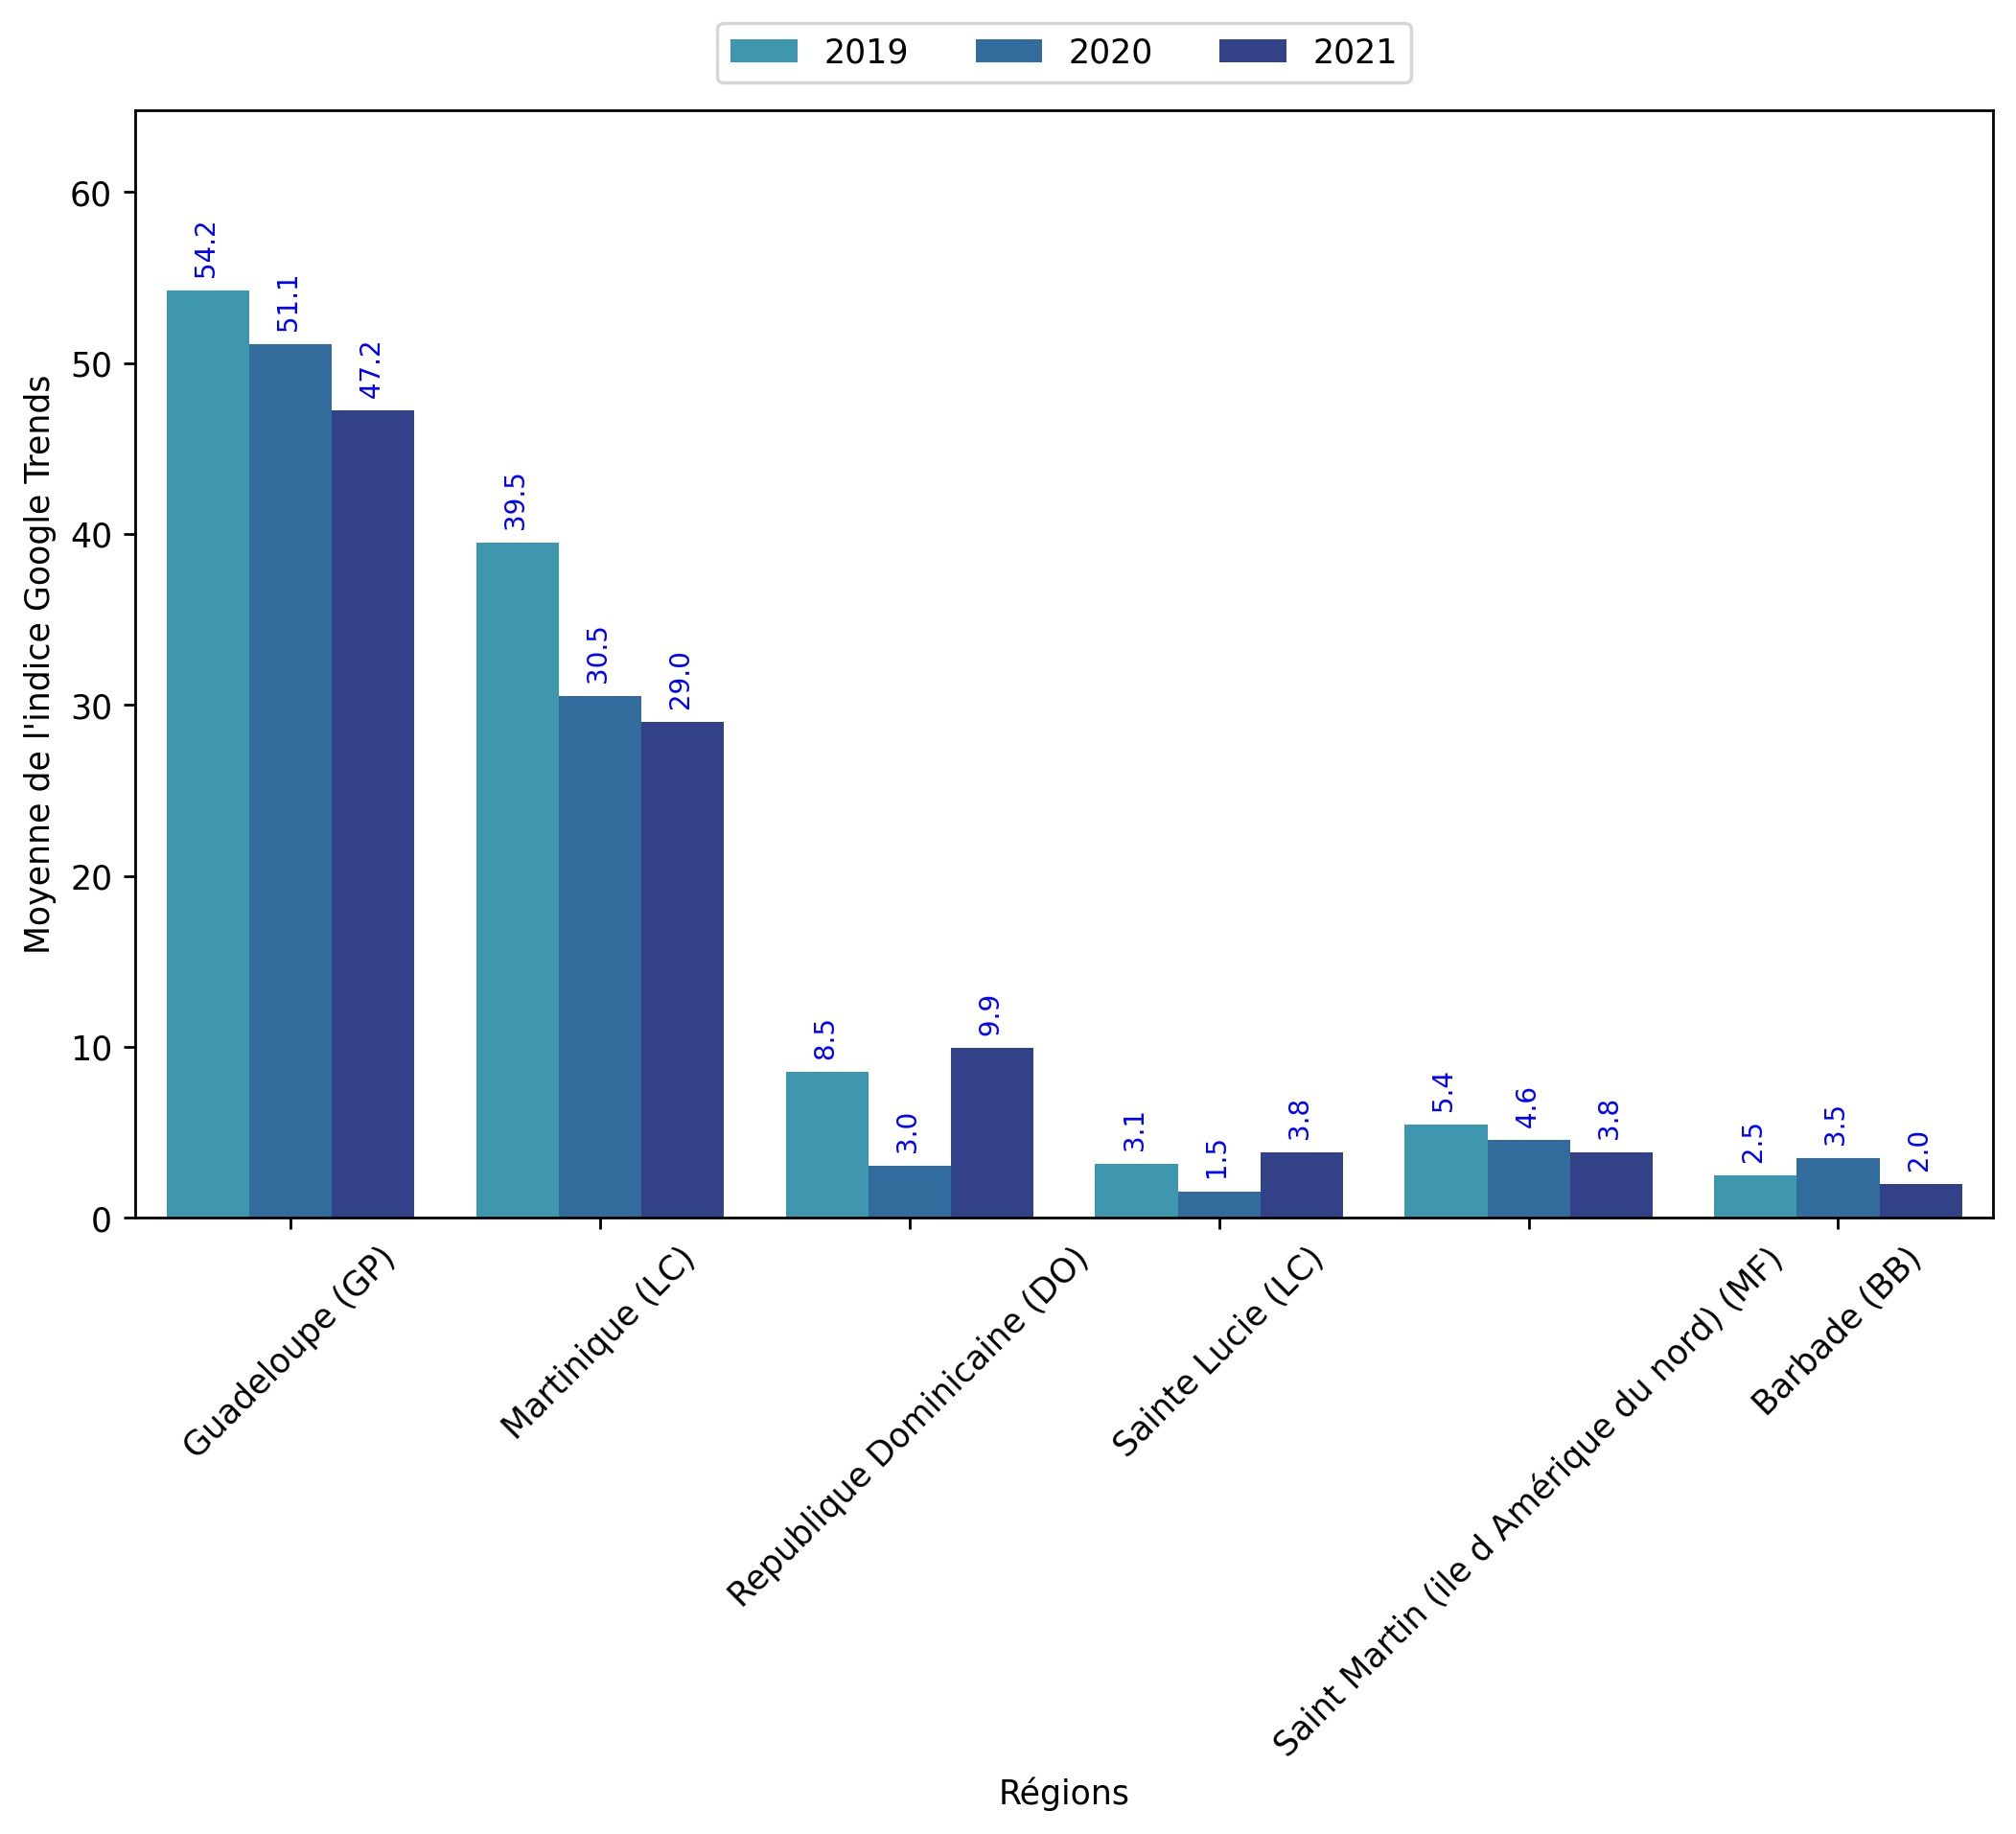 2019 2020 2021
Moyenne de l'indice Google Trends
60
50
40
30
20
10
0
54.2
51.1
47.2
39.5
30.5
29.0
8.5
3.0
9.9
3.1
1.5
3.8
5.4
4.6
3.8
2.5
3.5
2.0
Guadeloupe (GP)
Martinique (LC)
Republique Dominicaine (DO)
Sainte Lucie (LC)
Saint Martin (ile d Amérique du nord) (MF)
Barbade (BB)
Régions